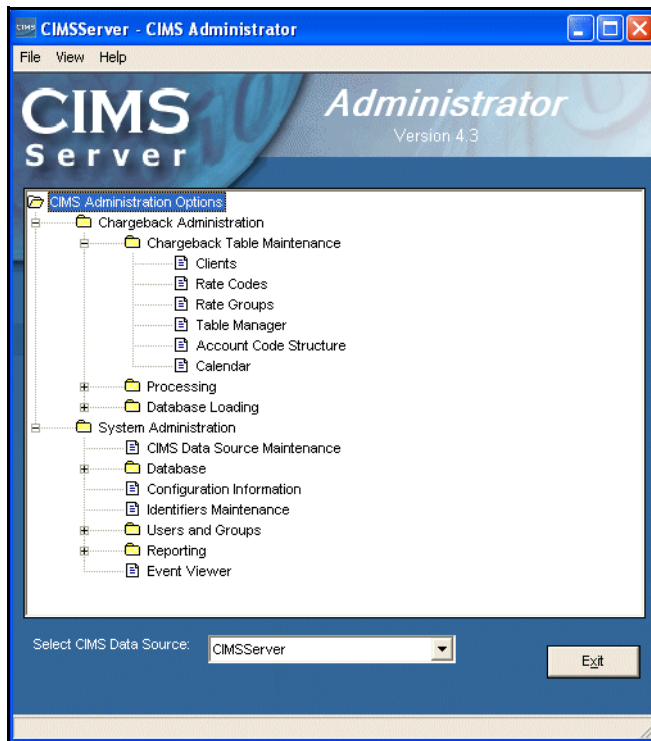 CIMS CIMSServer - CIMS Administrator
File View Help
CIMS
Server
Administrator
Version 4.3
CIMS Administration Options
Chargeback Administration
Chargeback Table Maintenance
Clients
Rate Codes
Rate Groups
Table Manager
Account Code Structure
Calendar
Processing
Database Loading
System Administration
CIMS Data Source Maintenance
Database
Configuration Information
Identifiers Maintenance
Users and Groups
Reporting
Event Viewer
Select CIMS Data Source: CIMSServer
Exit